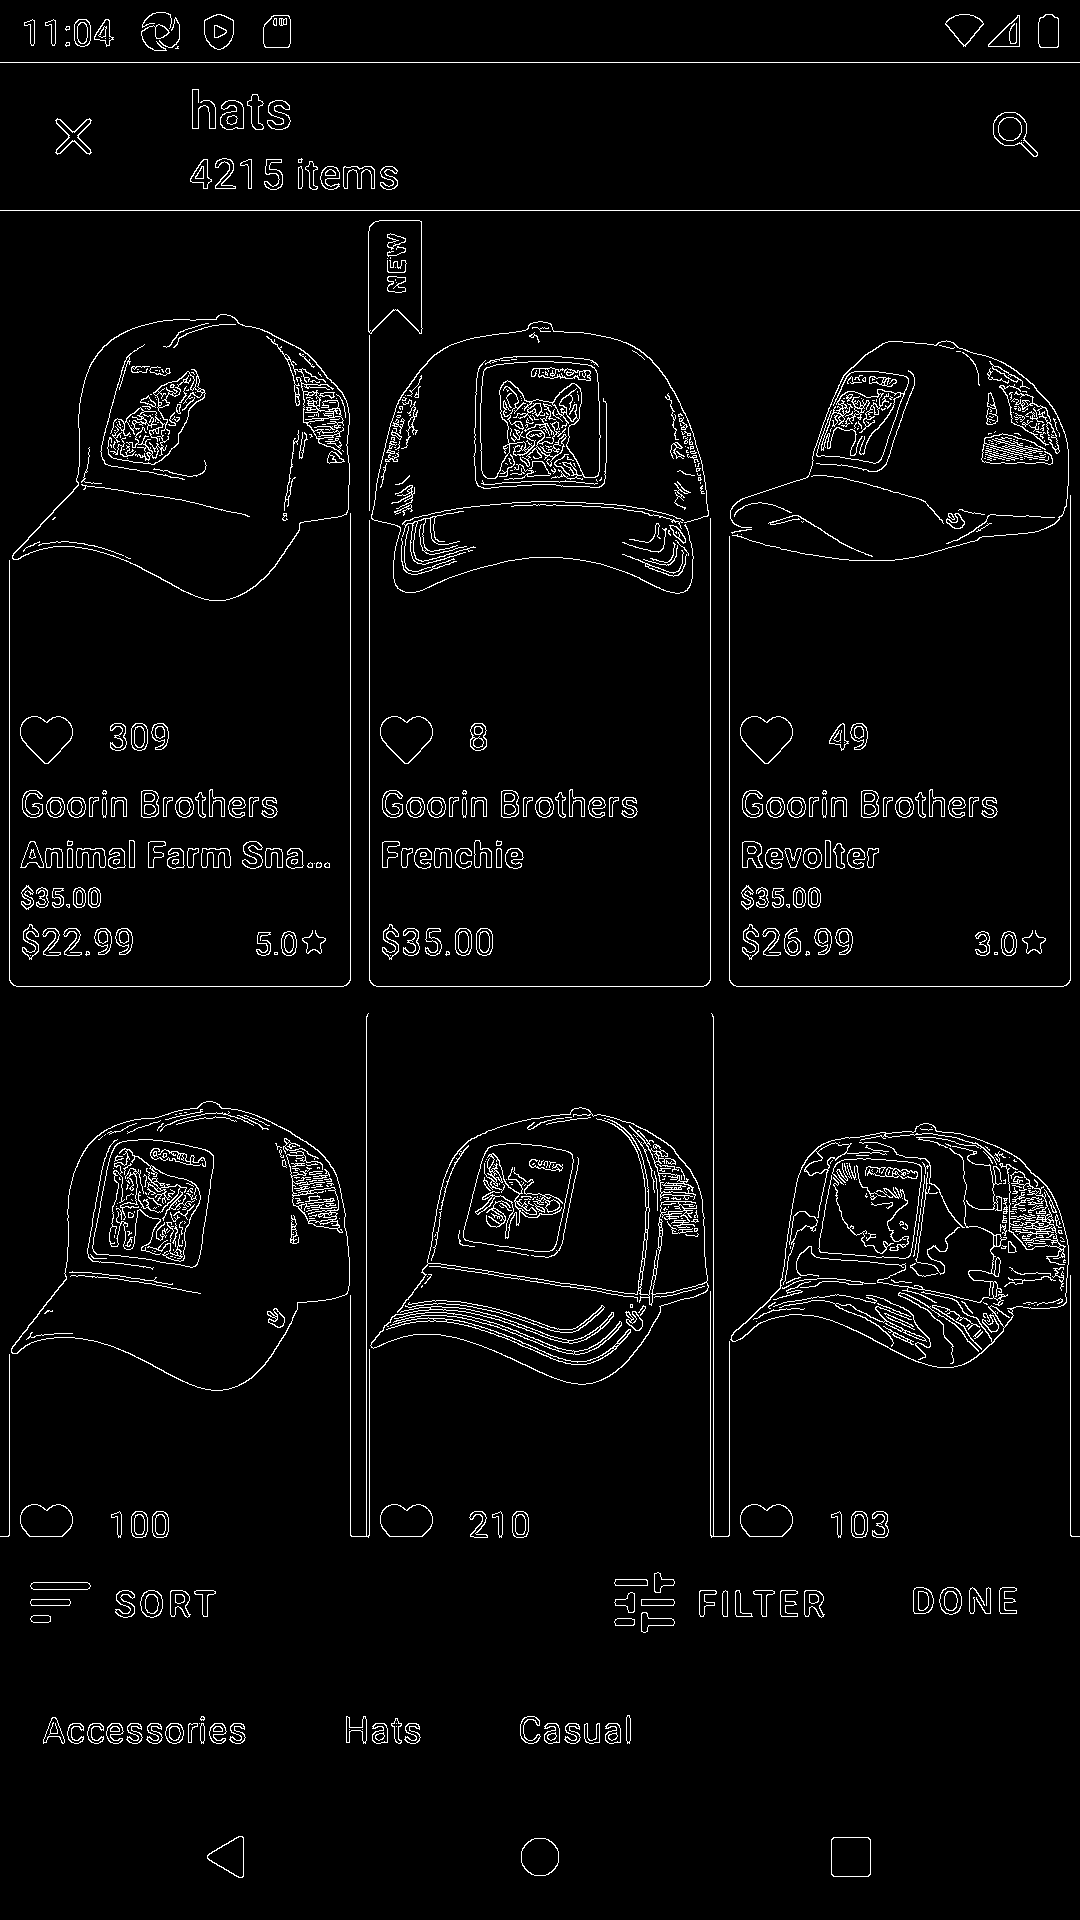 11:04
hats
4215 items
NEW
FRENCHIE
309
8
49
Goorin Brothers
Goorin Brothers
Goorin Brothers
Animal Farm Sna...
Frenchie
Revolter
$35.00
$35.00
$22.99
5.0
$35.00
$26.99
3.0
GORILLA
FREEDOM
100
210
103
SORT
FILTER
DONE
Accessories
Hats
Casual